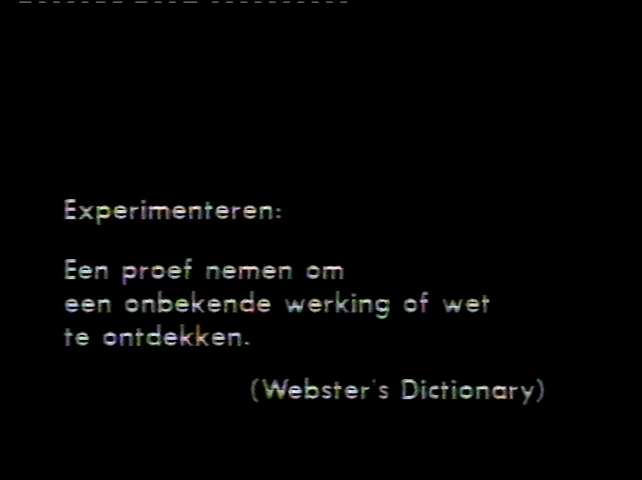 Experimenteren:
Een proef nemen om
een onbekende werking of wet
te ontdekken.
(Webster's Dictionary)